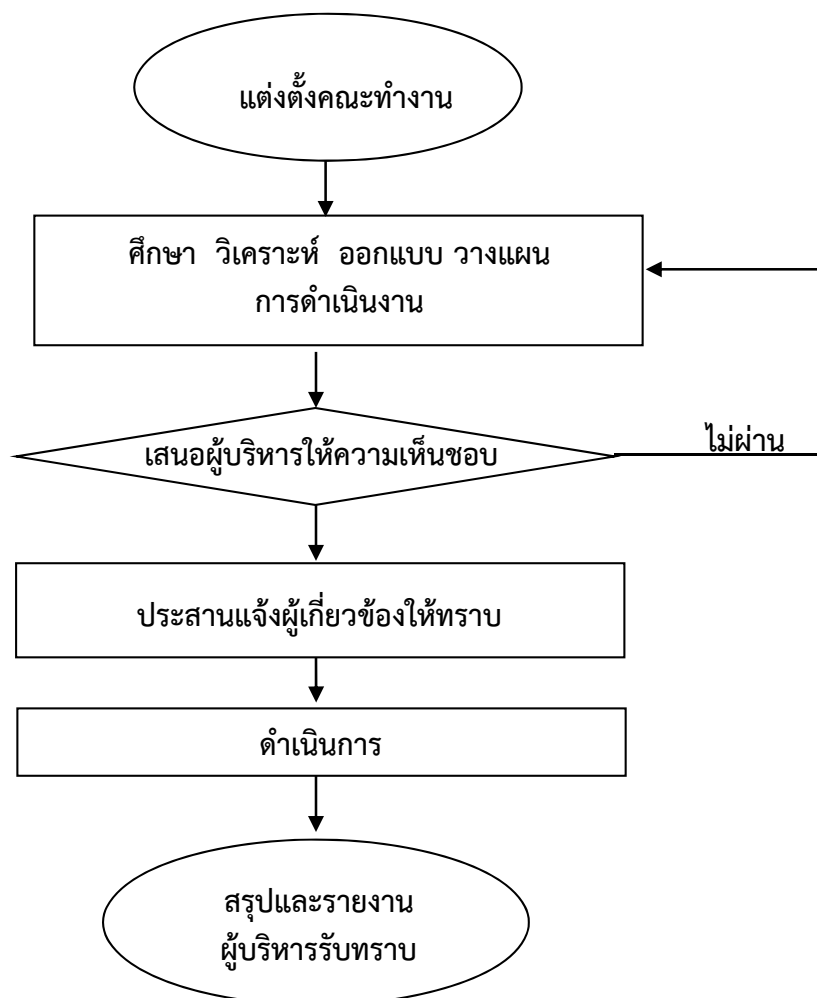 แต่งตั้งคณะทำงาน
ศึกษา วิเคราะห์ ออกแบบ วางแผน
การดำเนินงาน
เสนอผู้บริหารให้ความเห็นชอบ
ไม่ผ่าน
ประสานแจ้งผู้เกี่ยวข้องให้ทราบ
ดำเนินการ
สรุปและรายงาน
ผู้บริหารรับทราบ